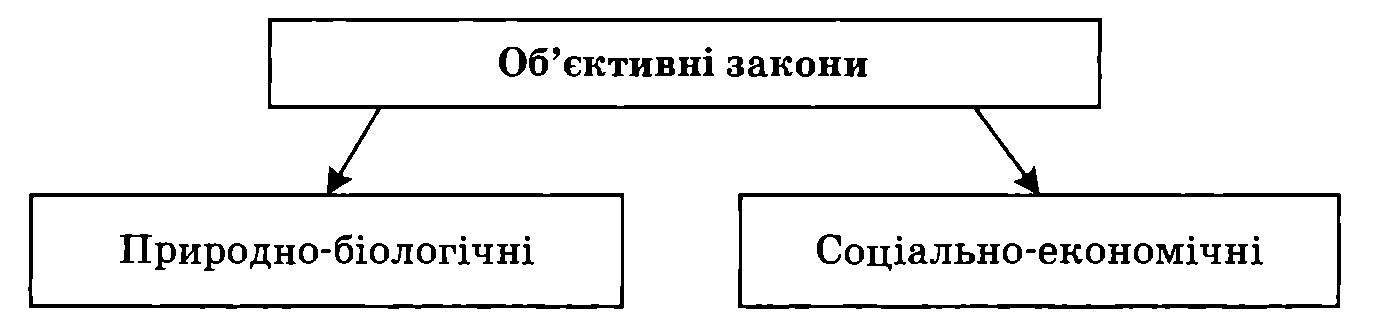 Об’єктивні закони
Природно-біологічні
Соціально-економічні